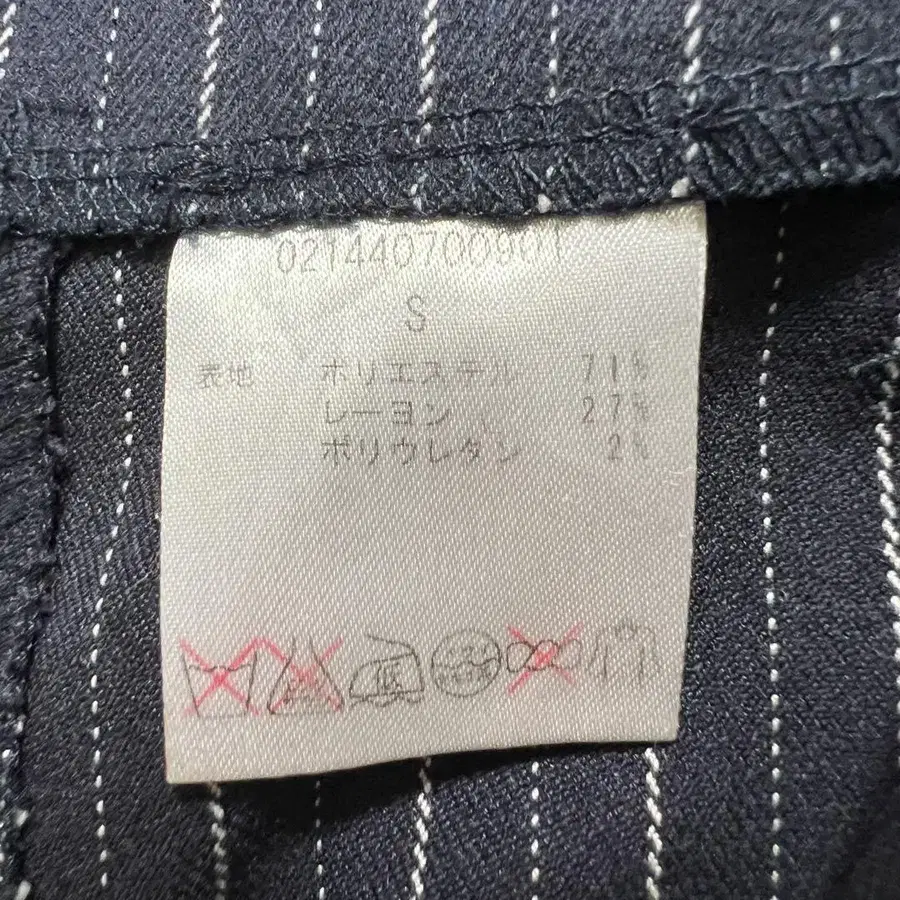 021440700901
S
表地 ポリエステル 71%
レーヨン 27%
ポリウレタン 2%
低